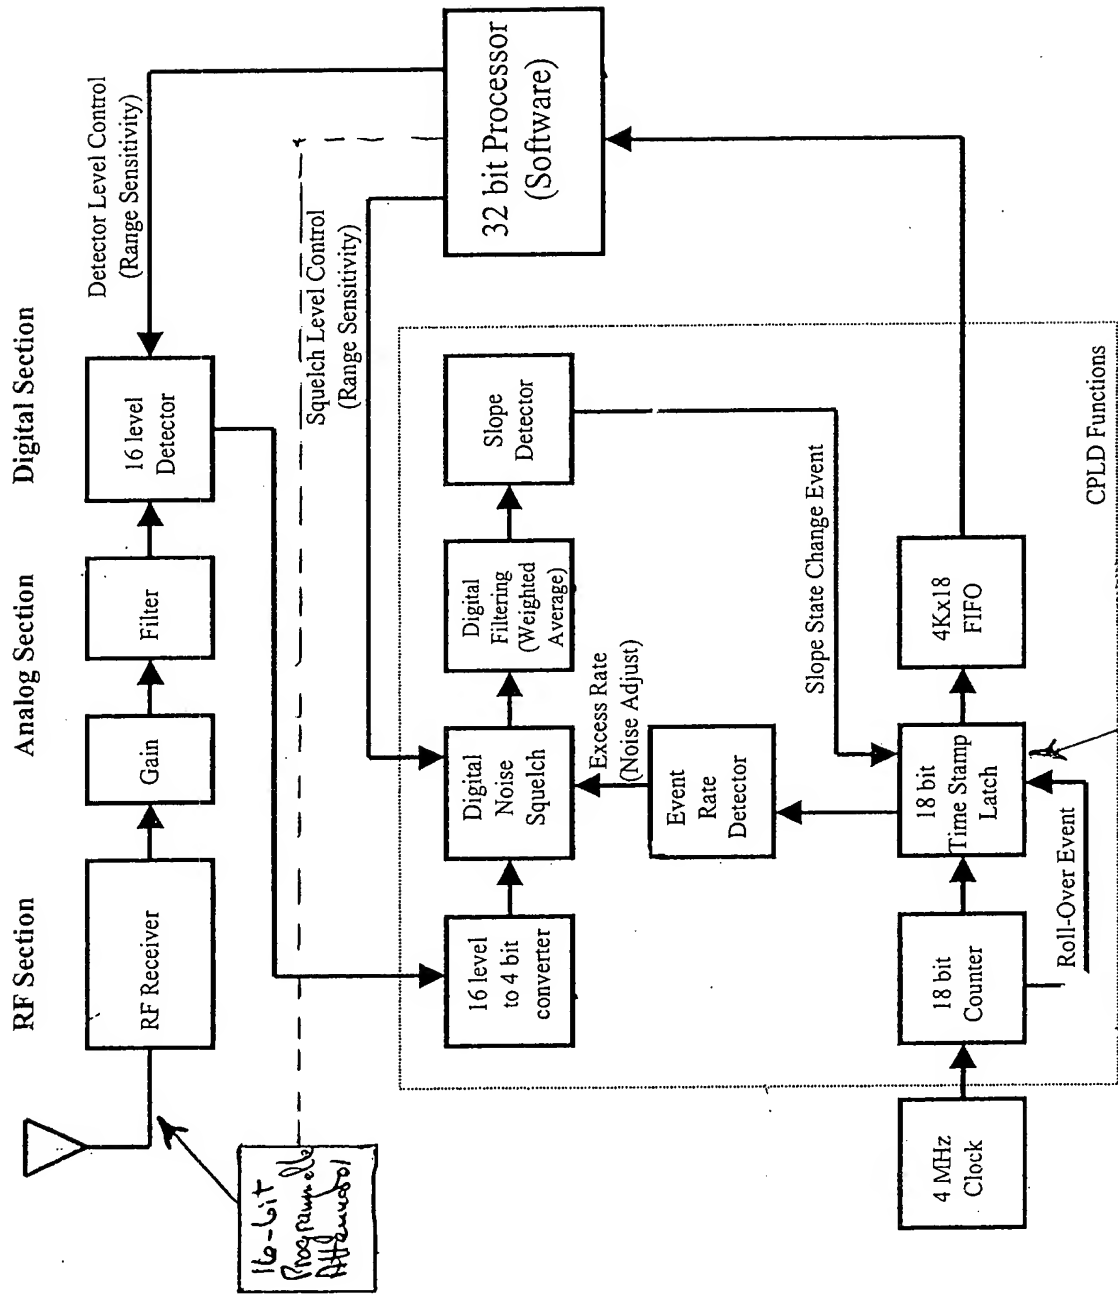 RF Section
Analog Section
Digital Section
RF Receiver
Gain
Filter
16 level
Detector
Detector Level Control
(Range Sensitivity)
16-bit
Squelch Level Control
(Range Sensitivity)
32 bit Processor
(Software)
16 level
to 4 bit
converter
Digital
Noise
Squelch
Digital
Filtering
(Weighted
Average)
Slope
Detector
Excess Rate
(Noise Adjust)
Event
Rate
Detector
Slope State Change Event
4 MHz
Clock
18 bit
Counter
18 bit
Time Stamp
Latch
4Kx18
FIFO
Roll-Over Event
CPLD Functions